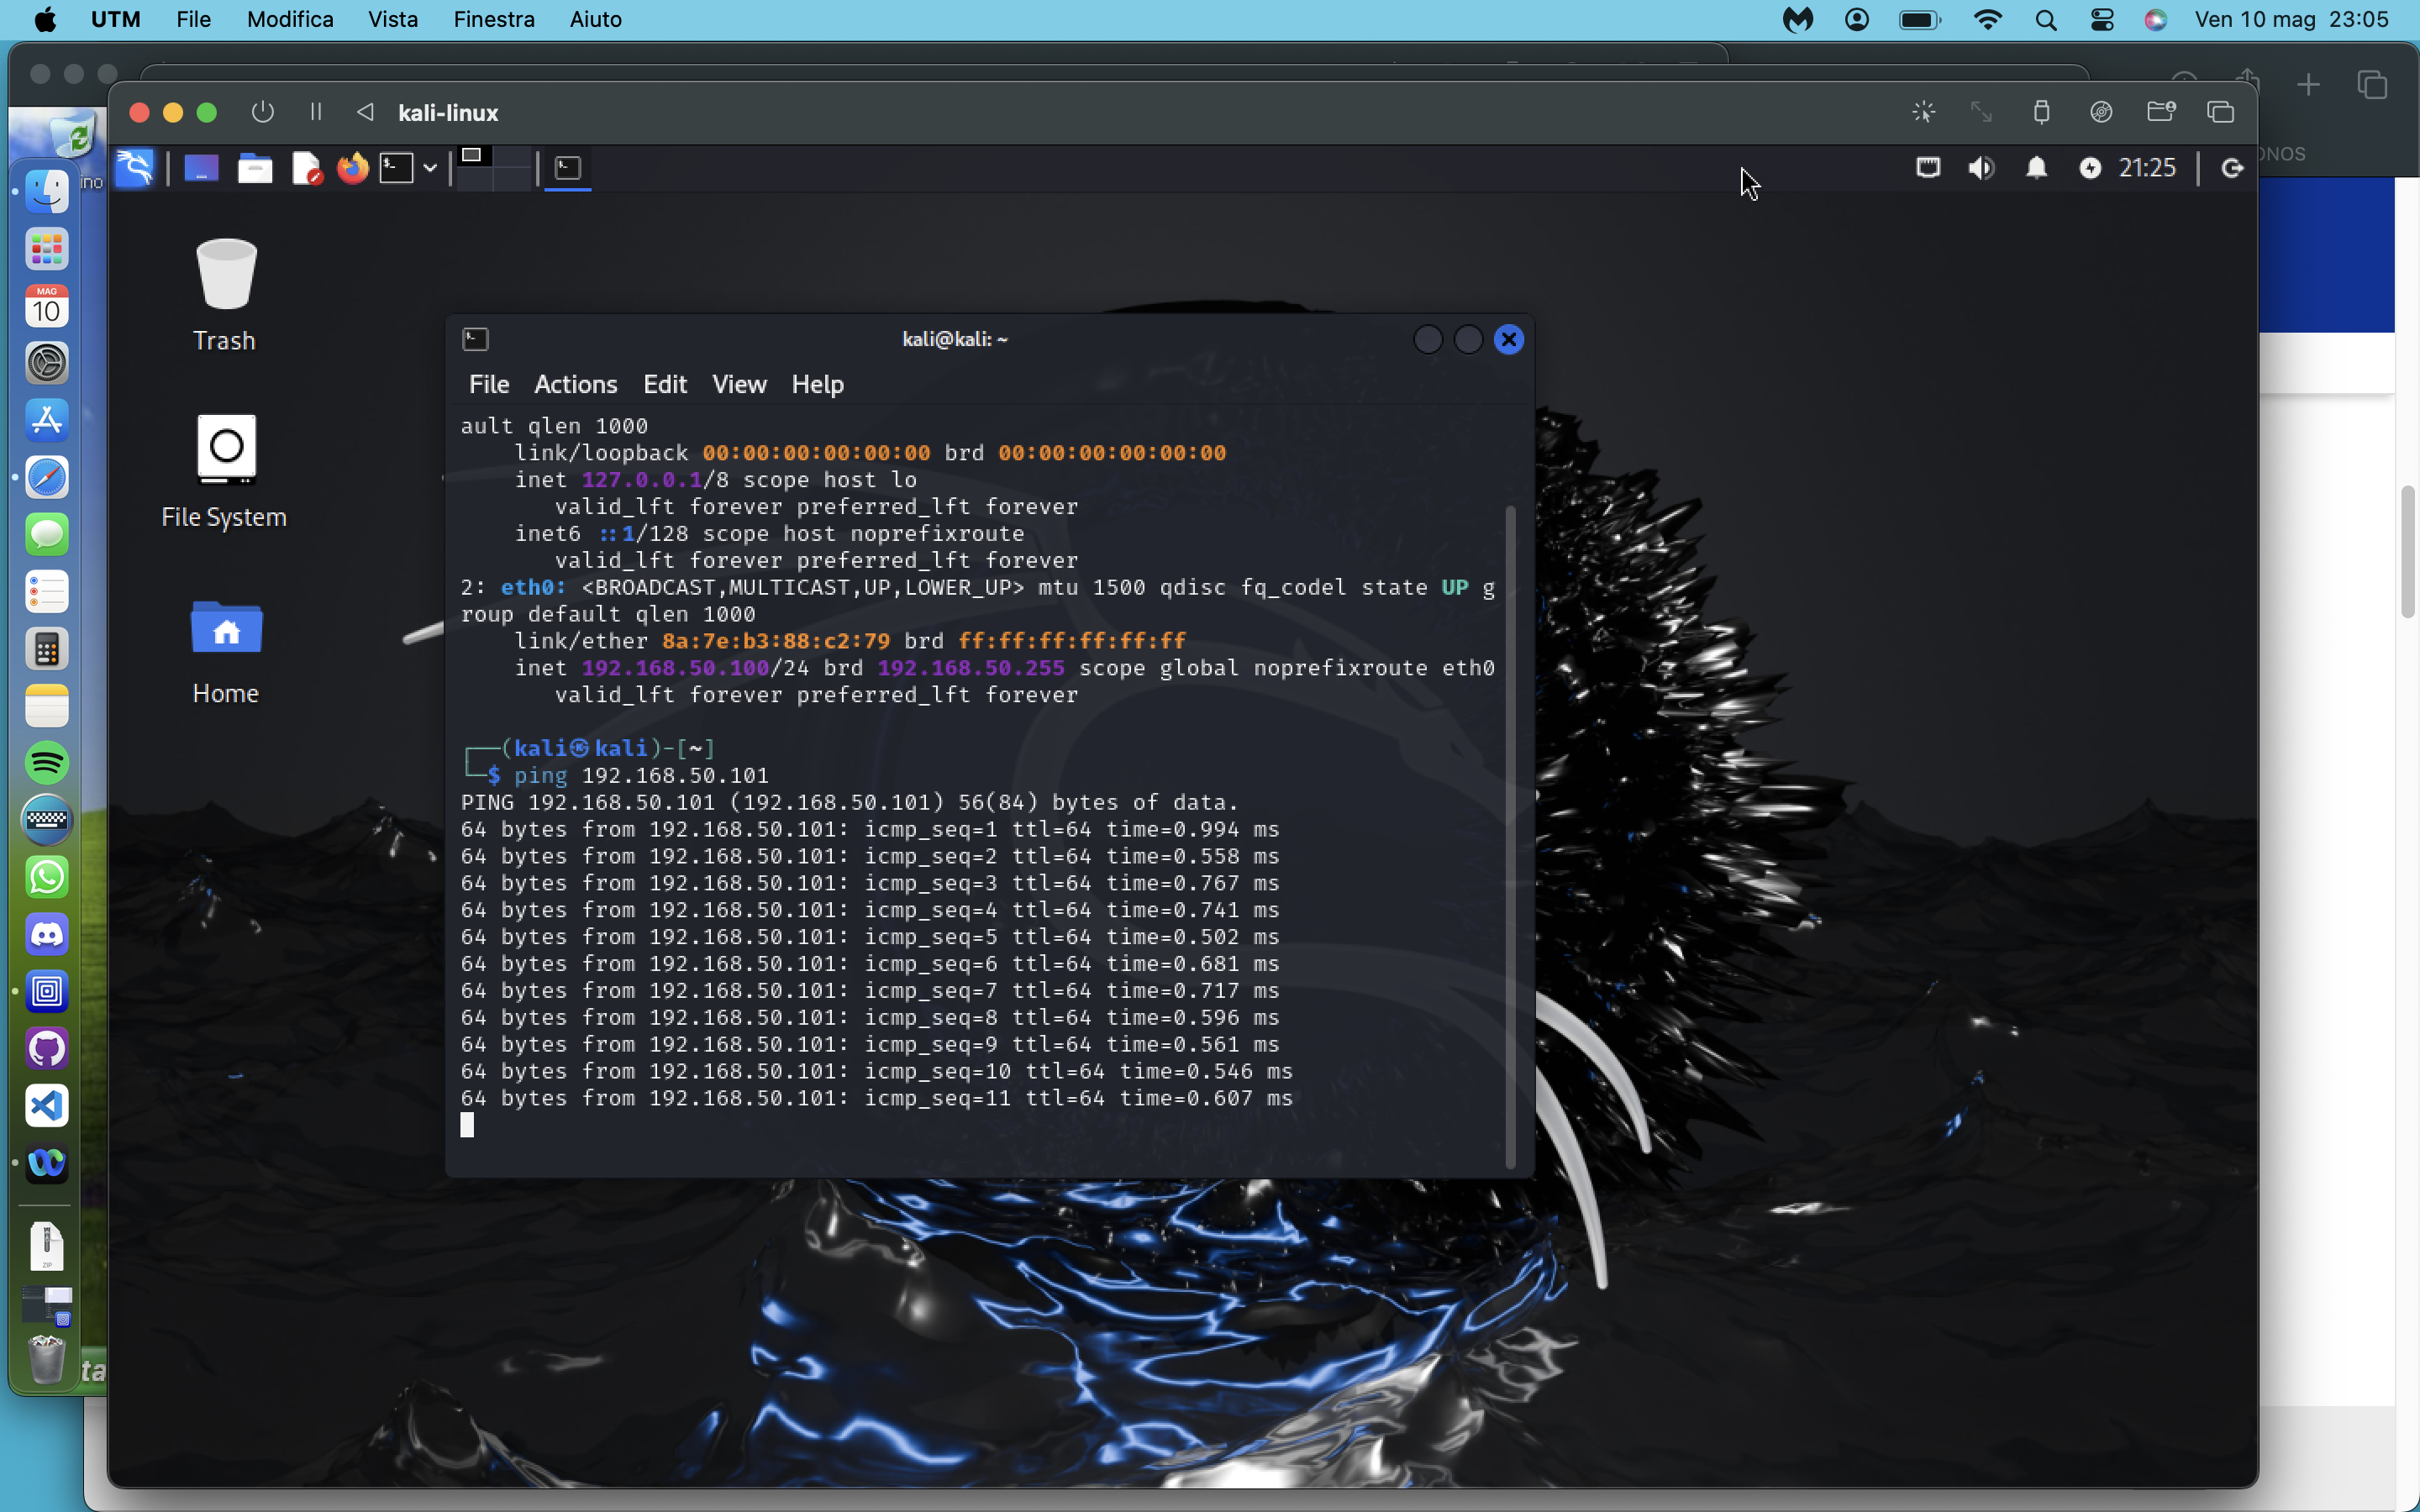 UTM File Modifica Vista Finestra Aiuto Ven 10 mag 23:05
kali-linux
21:25
MAG
10
Trash
File System
Home
ZIP
kali@kali: ~
File Actions Edit View Help
ault qlen 1000
link/loopback 00:00:00:00:00:00 brd 00:00:00:00:00:00
inet 127.0.0.1/8 scope host lo
valid_lft forever preferred_lft forever
inet6 ::1/128 scope host noprefixroute
valid_lft forever preferred_lft forever
2: eth0: <BROADCAST,MULTICAST,UP,LOWER_UP> mtu 1500 qdisc fq_codel state UP g
roup default qlen 1000
link/ether 8a:7e:b3:88:c2:79 brd ff:ff:ff:ff:ff:ff
inet 192.168.50.100/24 brd 192.168.50.255 scope global noprefixroute eth0
valid_lft forever preferred_lft forever
┌──(kali㉿kali)-[~]
└─$ ping 192.168.50.101
PING 192.168.50.101 (192.168.50.101) 56(84) bytes of data.
64 bytes from 192.168.50.101: icmp_seq=1 ttl=64 time=0.994 ms
64 bytes from 192.168.50.101: icmp_seq=2 ttl=64 time=0.558 ms
64 bytes from 192.168.50.101: icmp_seq=3 ttl=64 time=0.767 ms
64 bytes from 192.168.50.101: icmp_seq=4 ttl=64 time=0.741 ms
64 bytes from 192.168.50.101: icmp_seq=5 ttl=64 time=0.502 ms
64 bytes from 192.168.50.101: icmp_seq=6 ttl=64 time=0.681 ms
64 bytes from 192.168.50.101: icmp_seq=7 ttl=64 time=0.717 ms
64 bytes from 192.168.50.101: icmp_seq=8 ttl=64 time=0.596 ms
64 bytes from 192.168.50.101: icmp_seq=9 ttl=64 time=0.561 ms
64 bytes from 192.168.50.101: icmp_seq=10 ttl=64 time=0.546 ms
64 bytes from 192.168.50.101: icmp_seq=11 ttl=64 time=0.607 ms